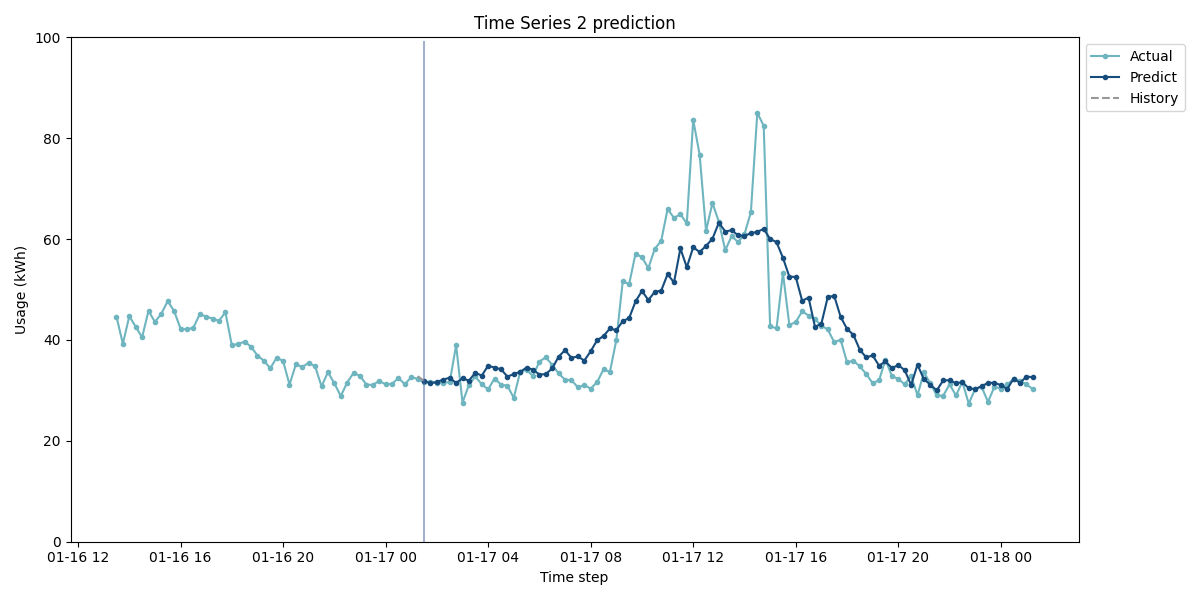 Time Series 2 prediction
Usage (kWh)
100
80
60
40
20
0
01-16 12
01-16 16
01-16 20
01-17 00
01-17 04
01-17 08
01-17 12
01-17 16
01-17 20
01-18 00
Time step
Actual
Predict
History